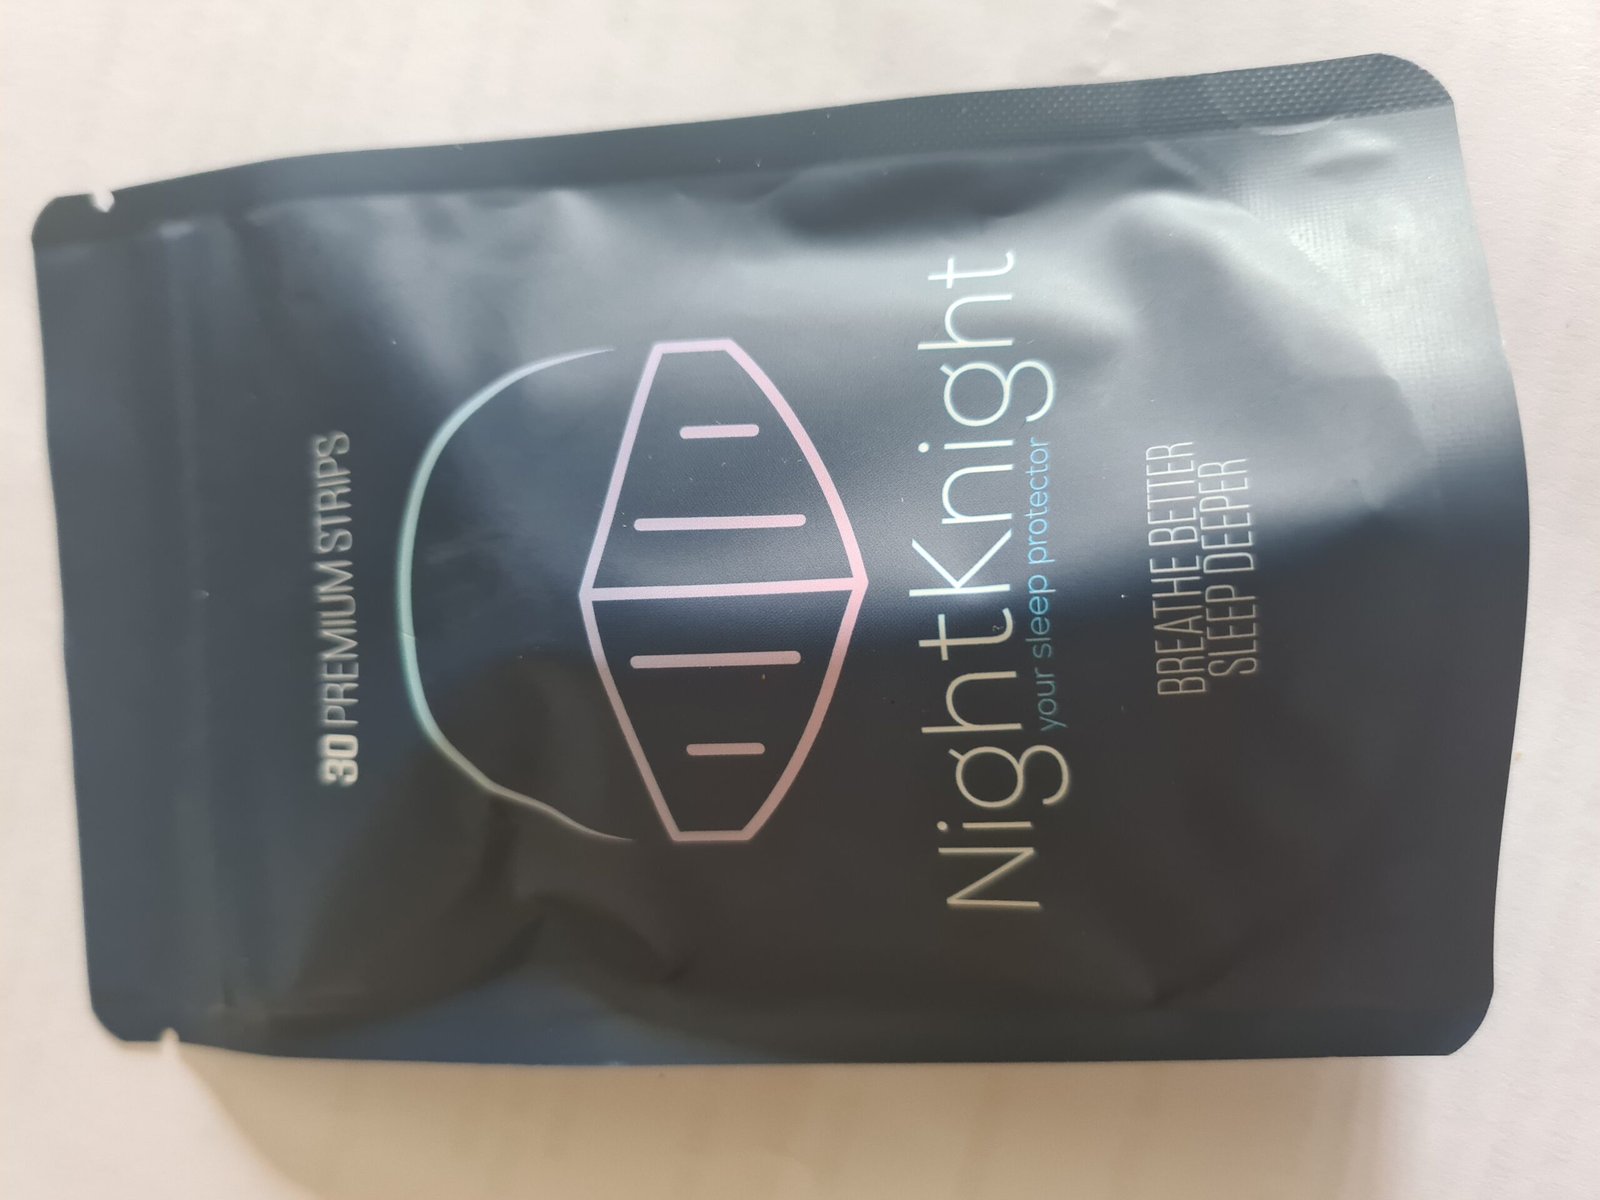 30 PREMIUM STRIPS
Nightknight
your sleep protector
BREATHE BETTER
SLEEP DEEPER